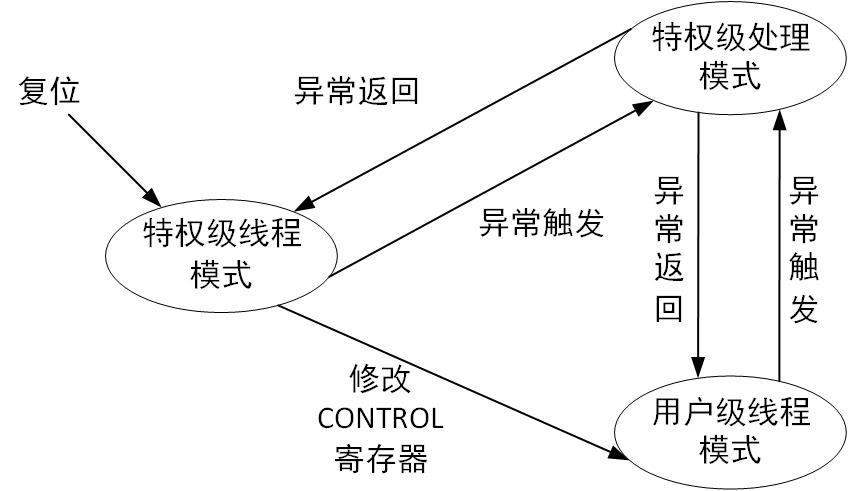 特权级处理
模式
复位
异常返回
异常触发
异常返回
异常触发
特权级线程
模式
修改
CONTROL
寄存器
用户级线程
模式